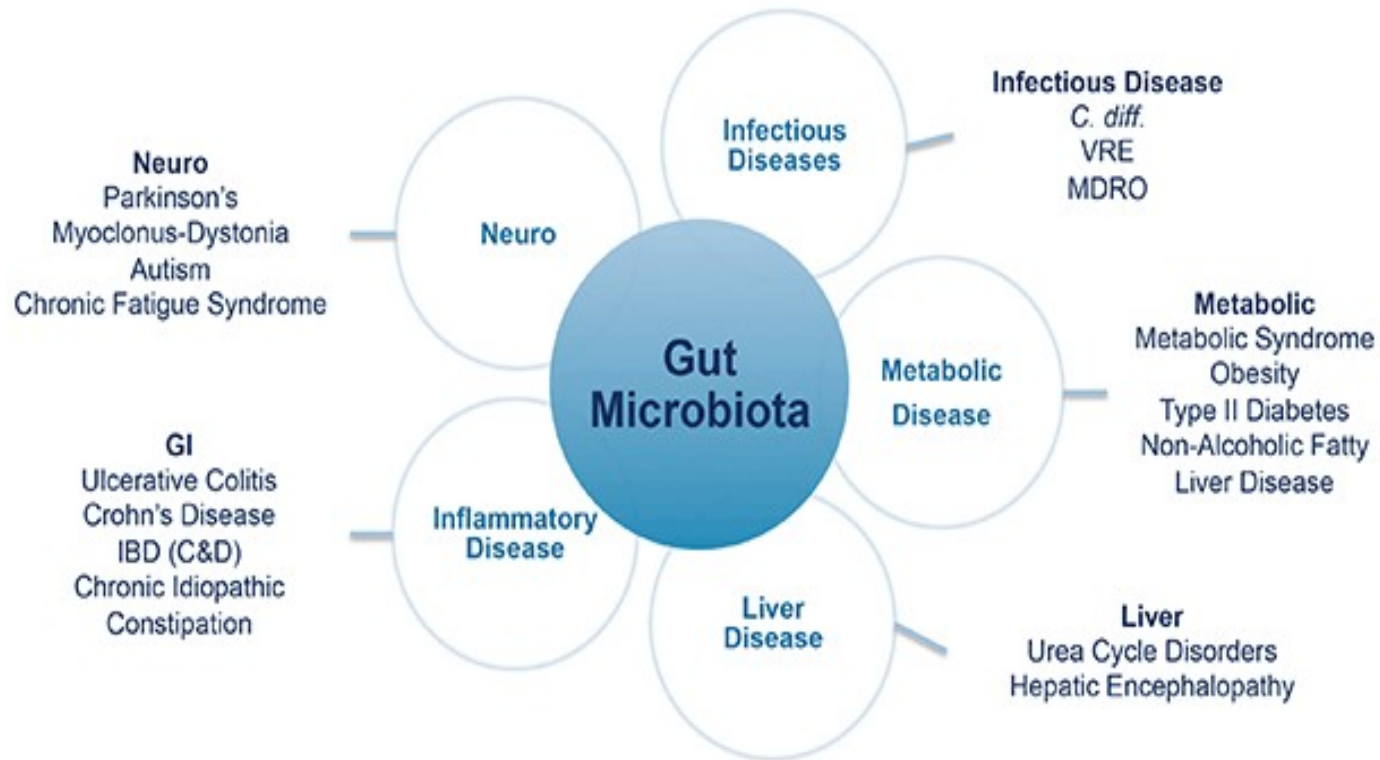 Infectious
Diseases
Infectious Disease
C. diff.
VRE
MDRO
Neuro
Parkinson's
Myoclonus-Dystonia
Autism
Chronic Fatigue Syndrome
Neuro
Gut
Microbiota
Metabolic
Disease
Metabolic
Metabolic Syndrome
Obesity
Type II Diabetes
Non-Alcoholic Fatty
Liver Disease
GI
Ulcerative Colitis
Crohn's Disease
IBD (C&D)
Chronic Idiopathic
Constipation
Inflammatory
Disease
Liver
Disease
Liver
Urea Cycle Disorders
Hepatic Encephalopathy